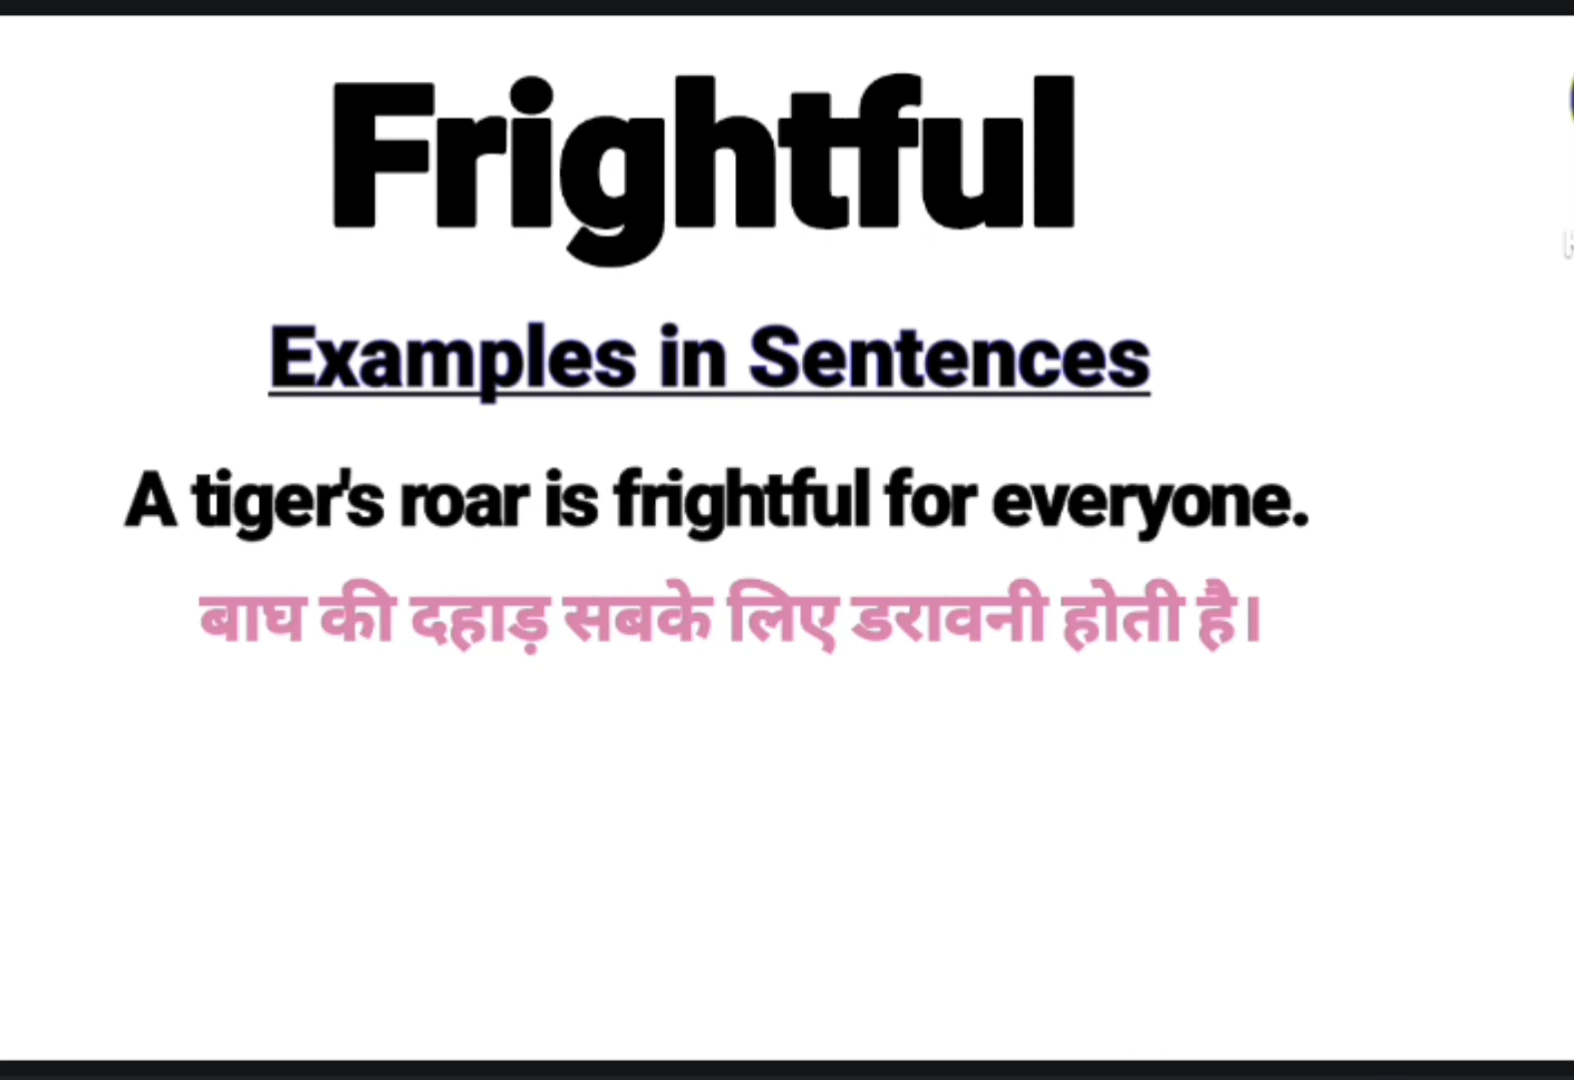 Frightful
Examples in Sentences
A tiger's roar is frightful for everyone.
बाघ की दहाड़ सबके लिए डरावनी होती है।